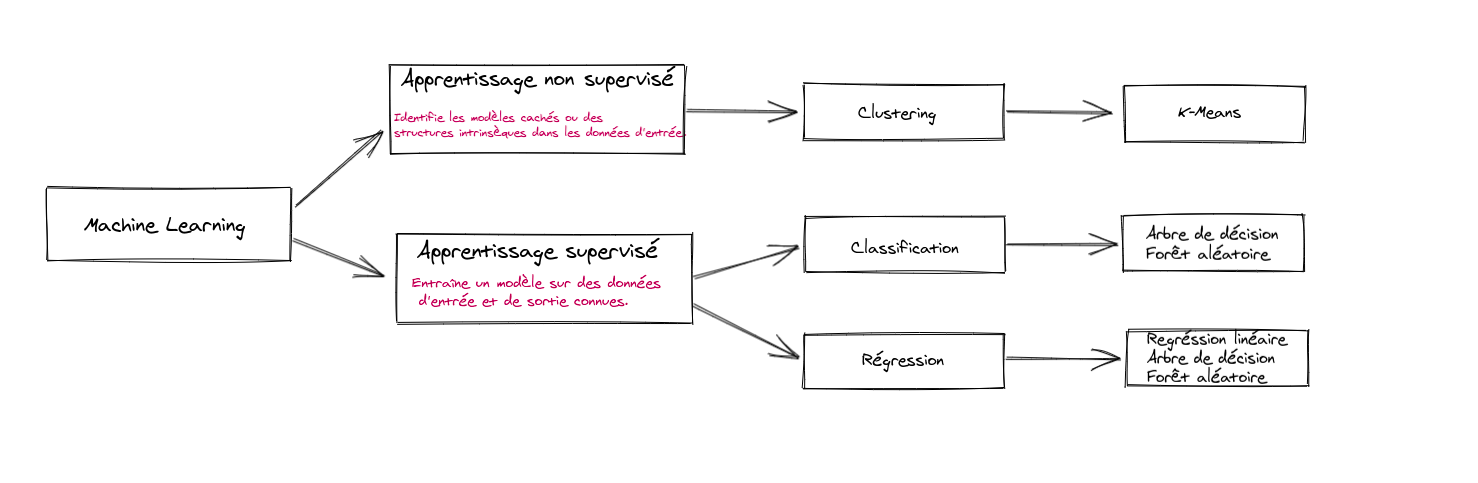 Machine Learning
Apprentissage non supervisé
Identifie les modèles cachés ou des
structures intrinsèques dans les données d'entrée.
Clustering
K-Means
Apprentissage supervisé
Entraîne un modèle sur des données
d'entrée et de sortie connues.
Classification
Arbre de décision
Forêt aléatoire
Régression
Regréssion linéaire
Arbre de décision
Forêt aléatoire